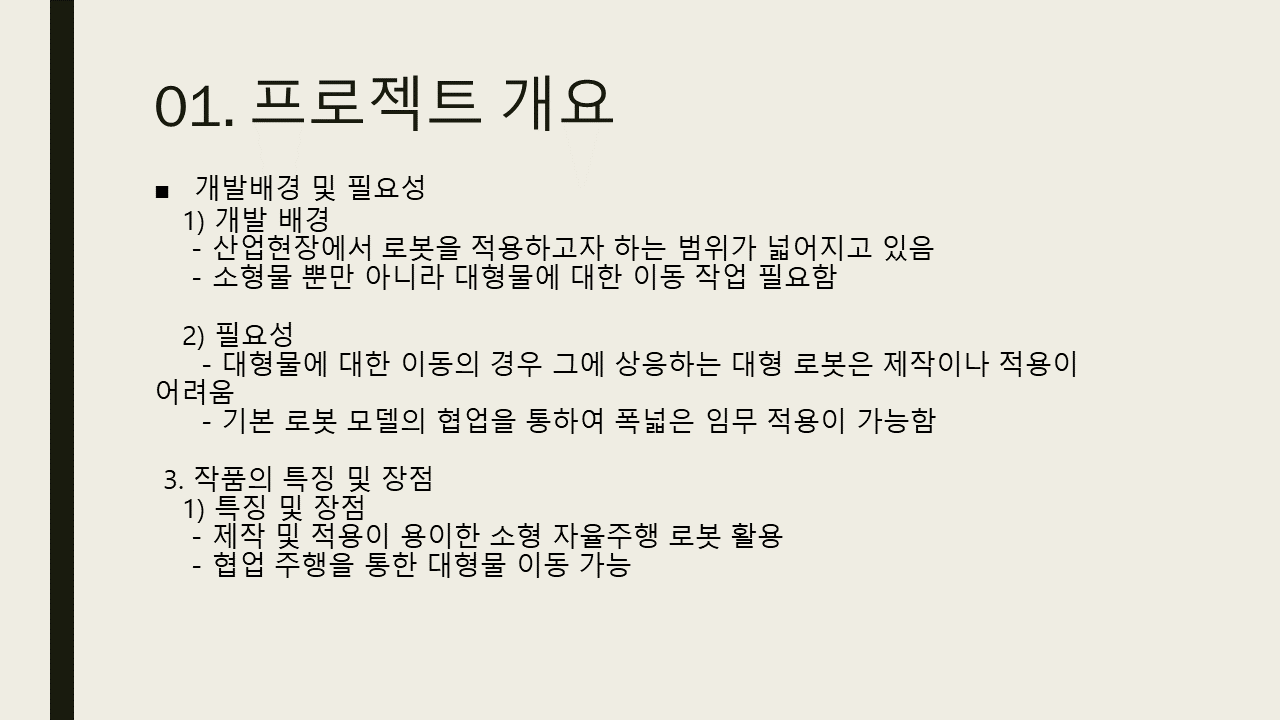 01. 프로젝트 개요
■ 개발배경 및 필요성
1) 개발 배경
- 산업현장에서 로봇을 적용하고자 하는 범위가 넓어지고 있음
- 소형물 뿐만 아니라 대형물에 대한 이동 작업 필요함
2) 필요성
- 대형물에 대한 이동의 경우 그에 상응하는 대형 로봇은 제작이나 적용이
어려움
- 기본 로봇 모델의 협업을 통하여 폭넓은 임무 적용이 가능함
3. 작품의 특징 및 장점
1) 특징 및 장점
- 제작 및 적용이 용이한 소형 자율주행 로봇 활용
- 협업 주행을 통한 대형물 이동 가능